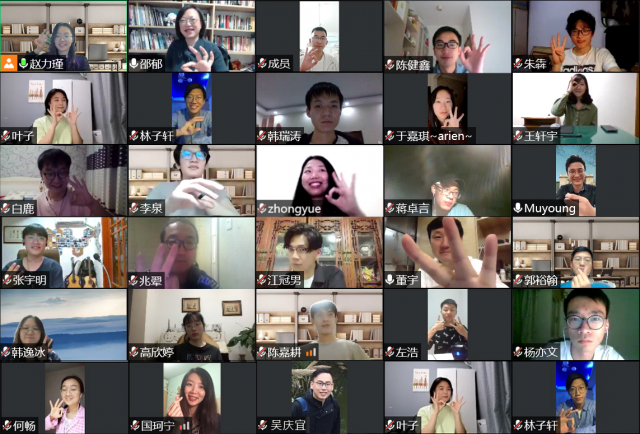 赵力瑾
邵郁
成员
陈健鑫
朱犇
叶子
林子轩
韩瑞涛
于嘉琪~arien~
王轩宇
白鹿
李泉
zhongyue
蒋卓言
Muyoung
张宇明
兆翚
江冠男
董宇
郭裕翰
韩逸冰
高欣婷
陈嘉耕
左浩
杨亦文
何畅
国珂宁
吴庆宜
叶子
林子轩